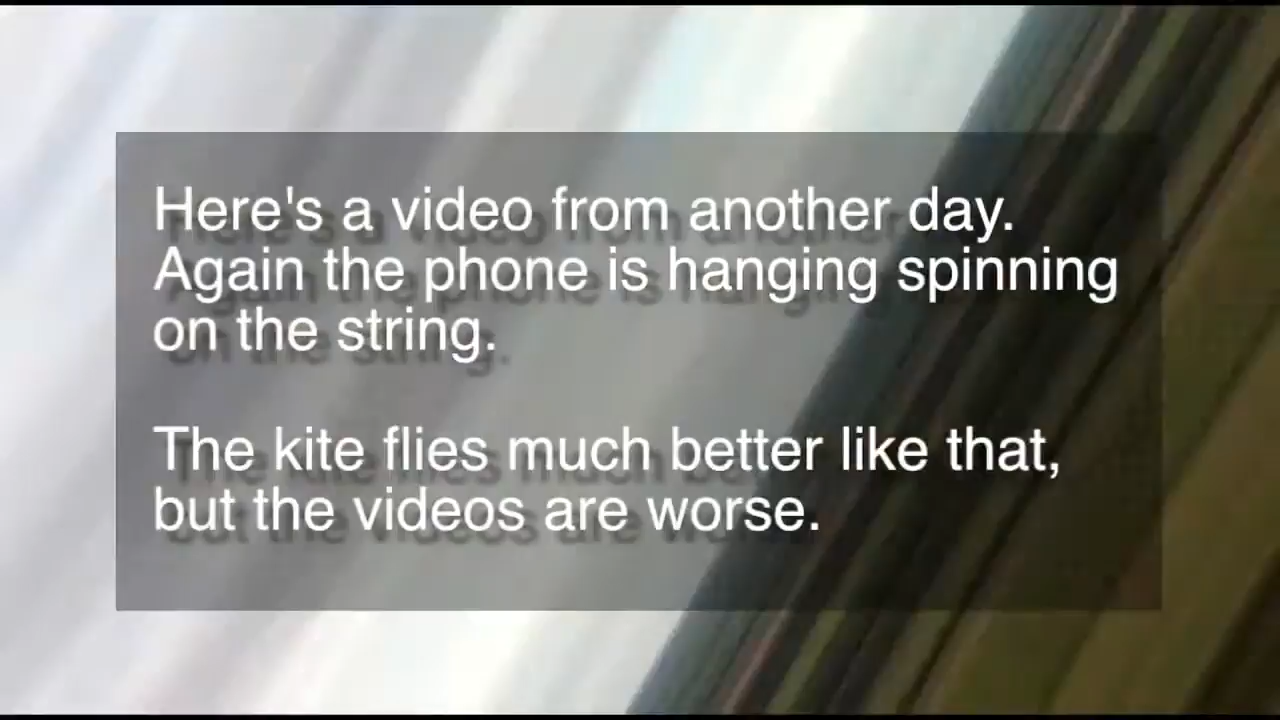 Here's a video from another day.
Again the phone is hanging spinning
on the string.
The kite flies much better like that,
but the videos are worse.